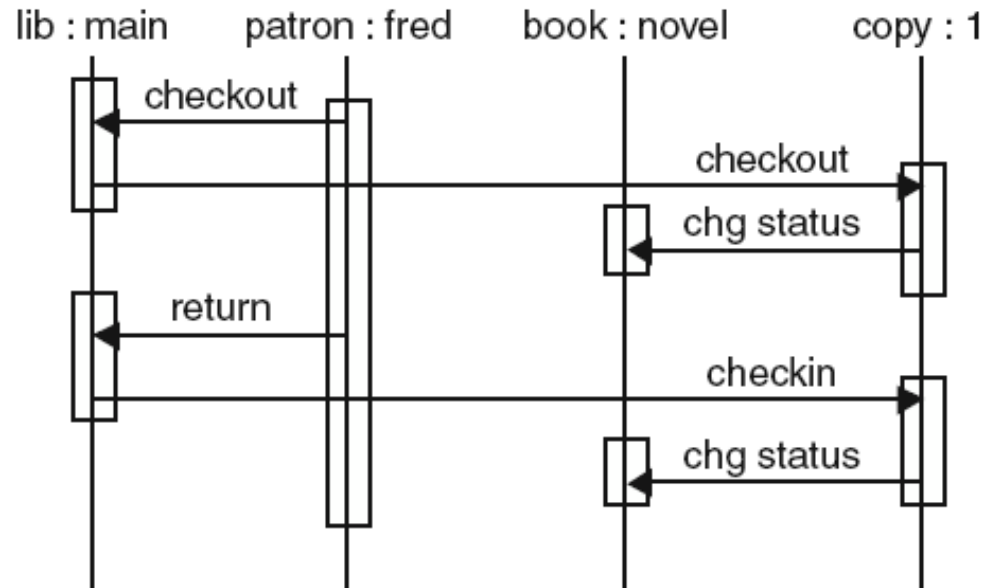 lib : main patron : fred book : novel copy : 1
checkout
checkout
chg status
return
checkin
chg status